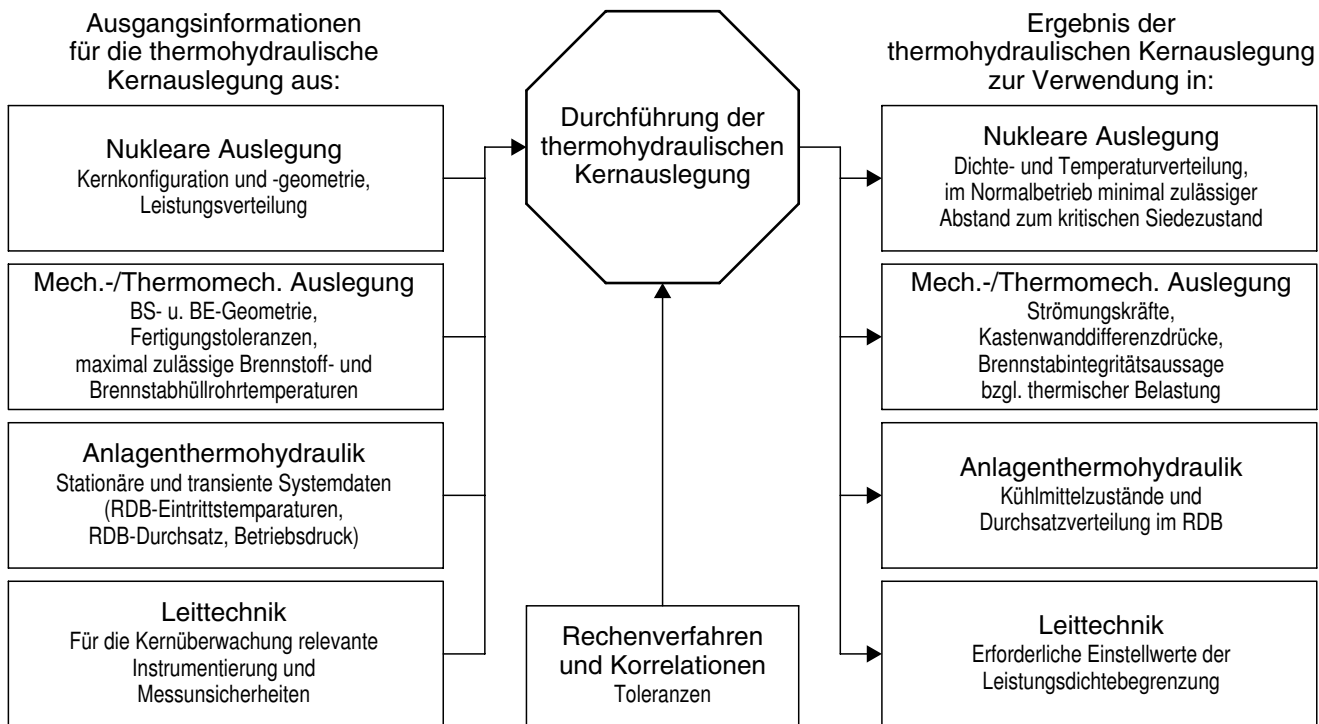 Ausgangsinformationen
für die thermohydraulische
Kernauslegung aus:
Nukleare Auslegung
Kernkonfiguration und -geometrie,
Leistungsverteilung
Mech.-/Thermomech. Auslegung
BS- u. BE-Geometrie,
Fertigungstoleranzen,
maximal zulässige Brennstoff- und
Brennstabhüllrohrtemperaturen
Anlagenthermohydraulik
Stationäre und transiente Systemdaten
(RDB-Eintrittstemparaturen,
RDB-Durchsatz, Betriebsdruck)
Leittechnik
Für die Kernüberwachung relevante
Instrumentierung und
Messunsicherheiten
Durchführung der
thermohydraulischen
Kernauslegung
Rechenverfahren
und Korrelationen
Toleranzen
Ergebnis der
thermohydraulischen Kernauslegung
zur Verwendung in:
Nukleare Auslegung
Dichte- und Temperaturverteilung,
im Normalbetrieb minimal zulässiger
Abstand zum kritischen Siedezustand
Mech.-/Thermomech. Auslegung
Strömungskräfte,
Kastenwanddifferenzdrücke,
Brennstabintegritätsaussage
bzgl. thermischer Belastung
Anlagenthermohydraulik
Kühlmittelzustände und
Durchsatzverteilung im RDB
Leittechnik
Erforderliche Einstellwerte der
Leistungsdichtebegrenzung